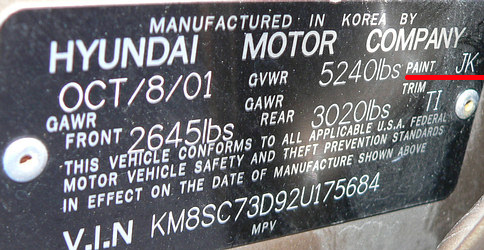 MANUFACTURED IN KOREA BY
HYUNDAI MOTOR COMPANY
OCT/8/01 GVWR 5240lbs PAINT JK
GAWR FRONT 2645lbs GAWR REAR 3020lbs TRIM TI
THIS VEHICLE CONFORMS TO ALL APPLICABLE U.S.A. FEDERAL
MOTOR VEHICLE SAFETY AND THEFT PREVENTION STANDARDS
IN EFFECT ON THE DATE OF MANUFACTURE SHOWN ABOVE
V.I.N KM8SC73D92U175684
MPV